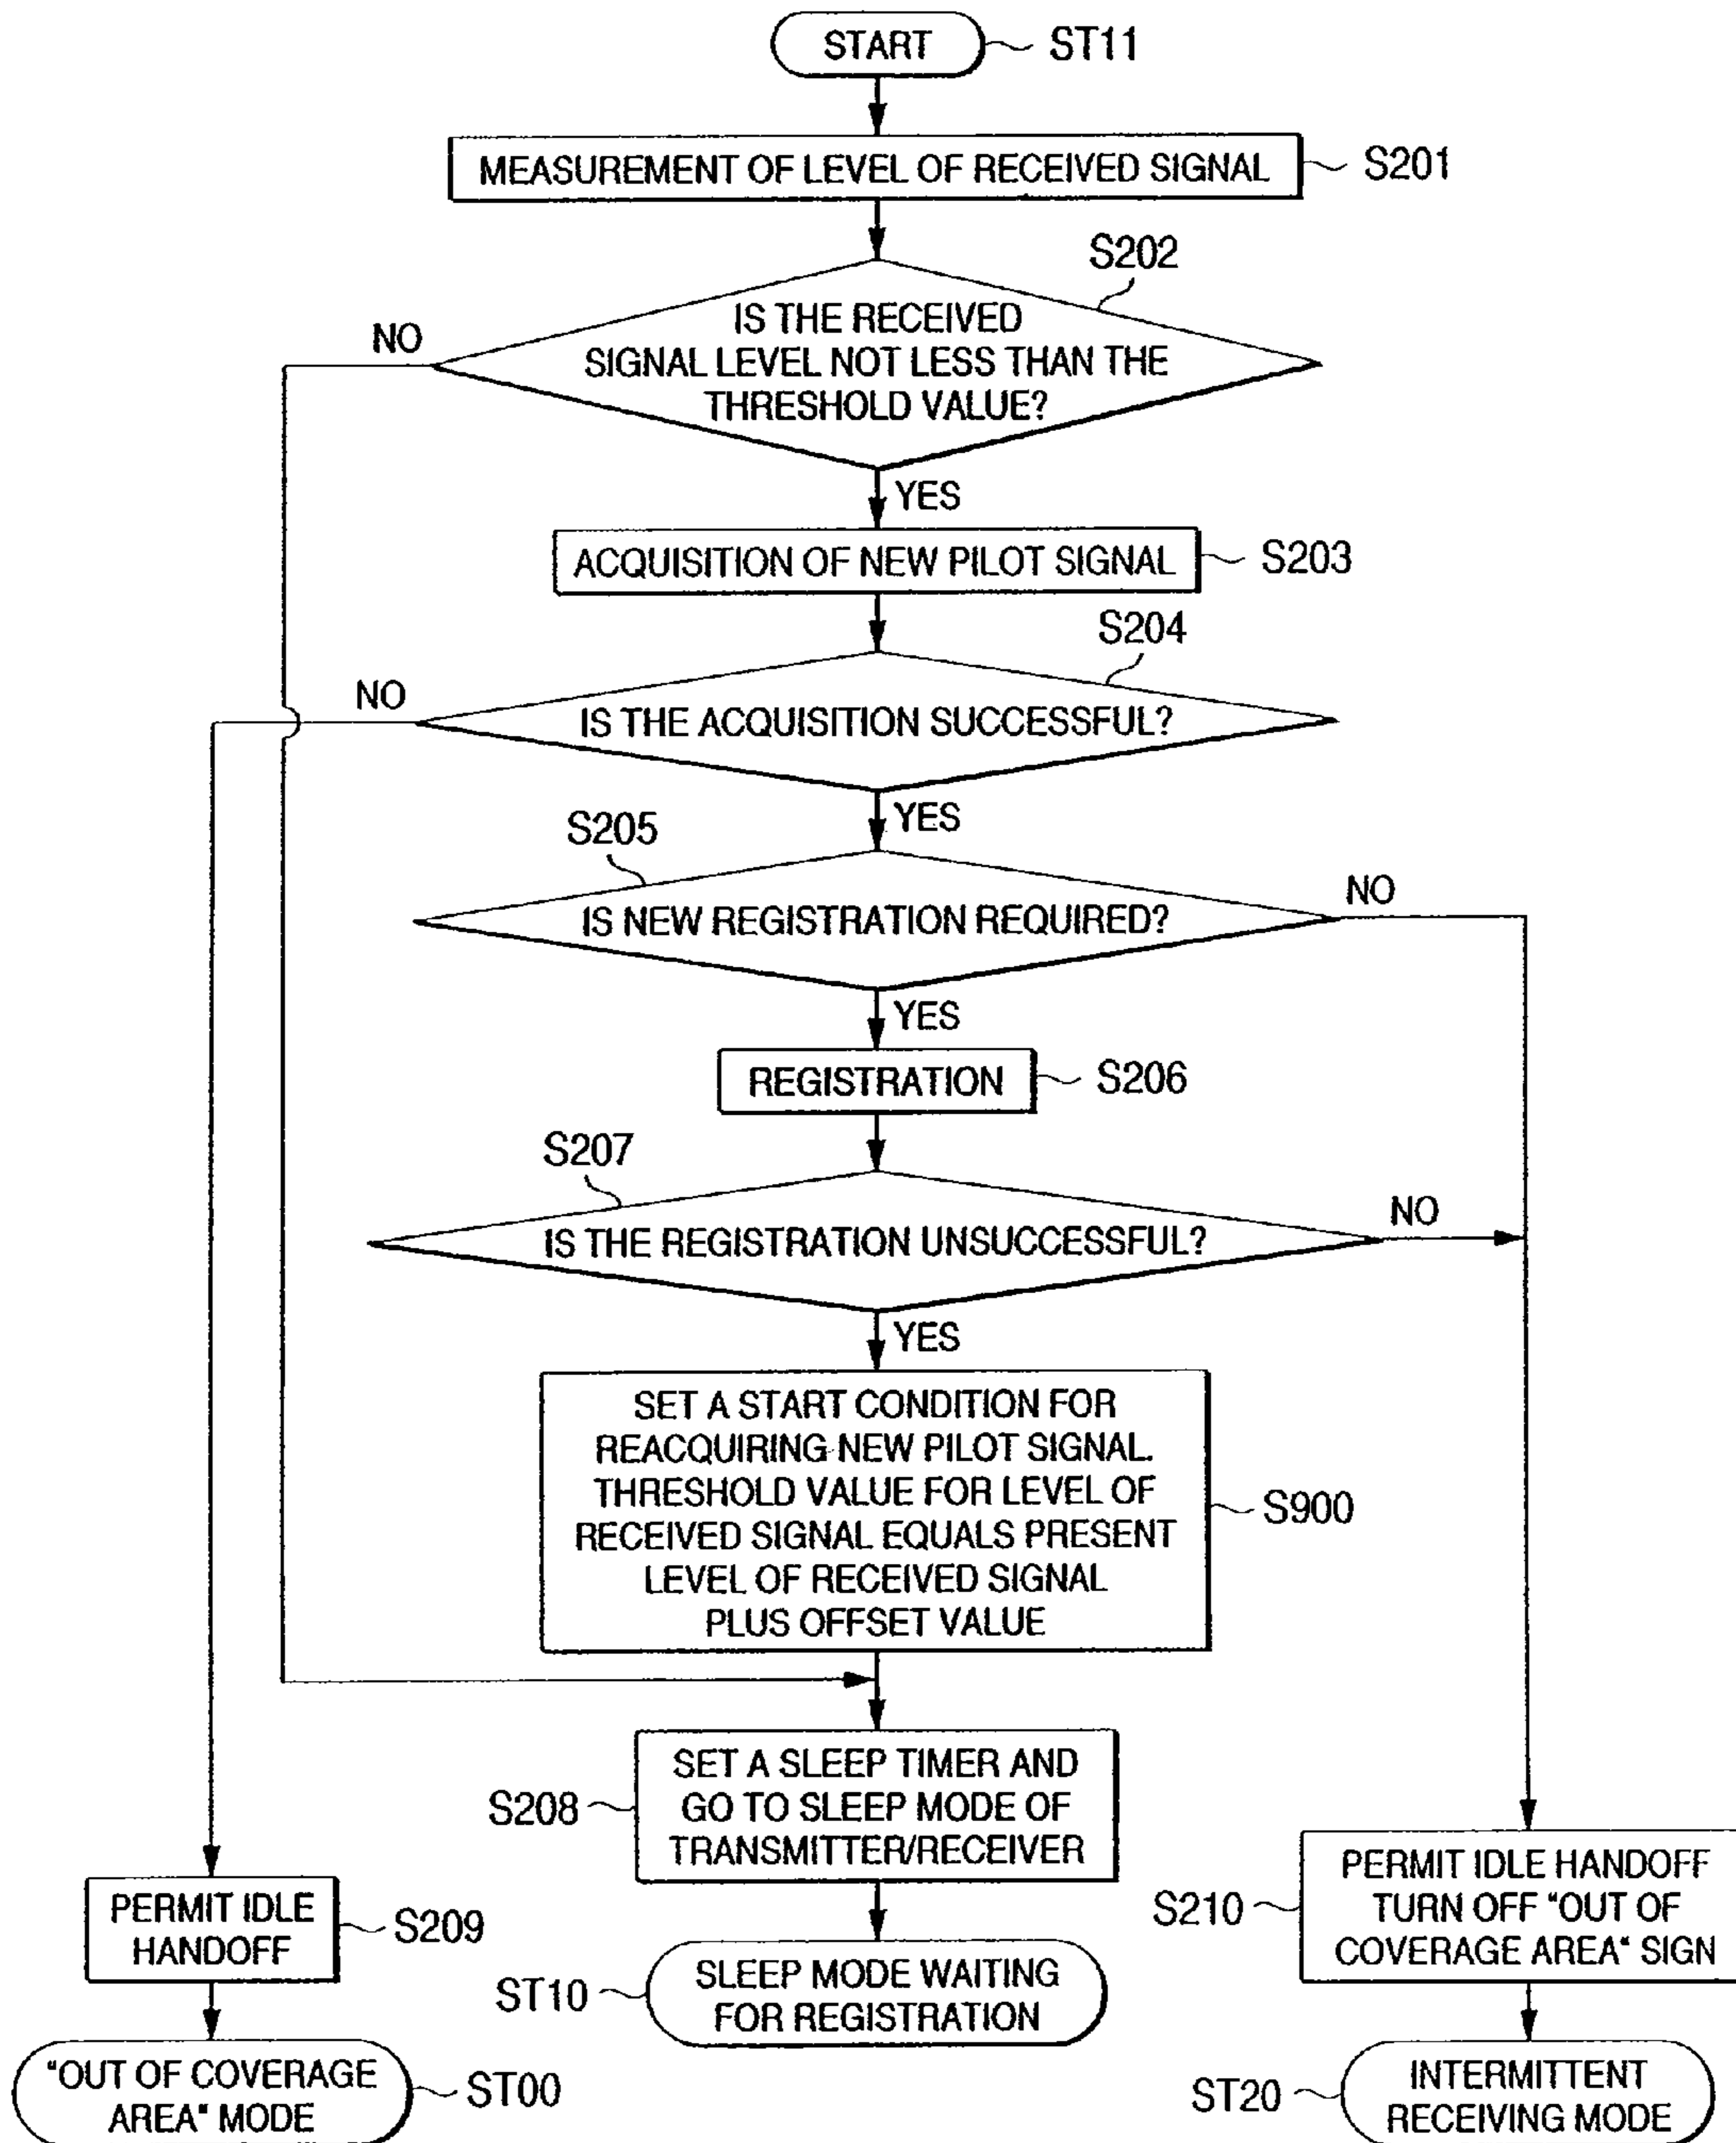 START
ST11
MEASUREMENT OF LEVEL OF RECEIVED SIGNAL
S201
S202
NO
IS THE RECEIVED
SIGNAL LEVEL NOT LESS THAN THE
THRESHOLD VALUE?
YES
ACQUISITION OF NEW PILOT SIGNAL
S203
S204
NO
IS THE ACQUISITION SUCCESSFUL?
YES
S205
NO
IS NEW REGISTRATION REQUIRED?
YES
REGISTRATION
S206
S207
NO
IS THE REGISTRATION UNSUCCESSFUL?
YES
SET A START CONDITION FOR
REACQUIRING NEW PILOT SIGNAL.
THRESHOLD VALUE FOR LEVEL OF
RECEIVED SIGNAL EQUALS PRESENT
LEVEL OF RECEIVED SIGNAL
PLUS OFFSET VALUE
S900
S208
SET A SLEEP TIMER AND
GO TO SLEEP MODE OF
TRANSMITTER/RECEIVER
PERMIT IDLE
HANDOFF
S209
S210
PERMIT IDLE HANDOFF
TURN OFF "OUT OF
COVERAGE AREA" SIGN
ST10
SLEEP MODE WAITING
FOR REGISTRATION
"OUT OF COVERAGE
AREA" MODE
ST00
ST20
INTERMITTENT
RECEIVING MODE